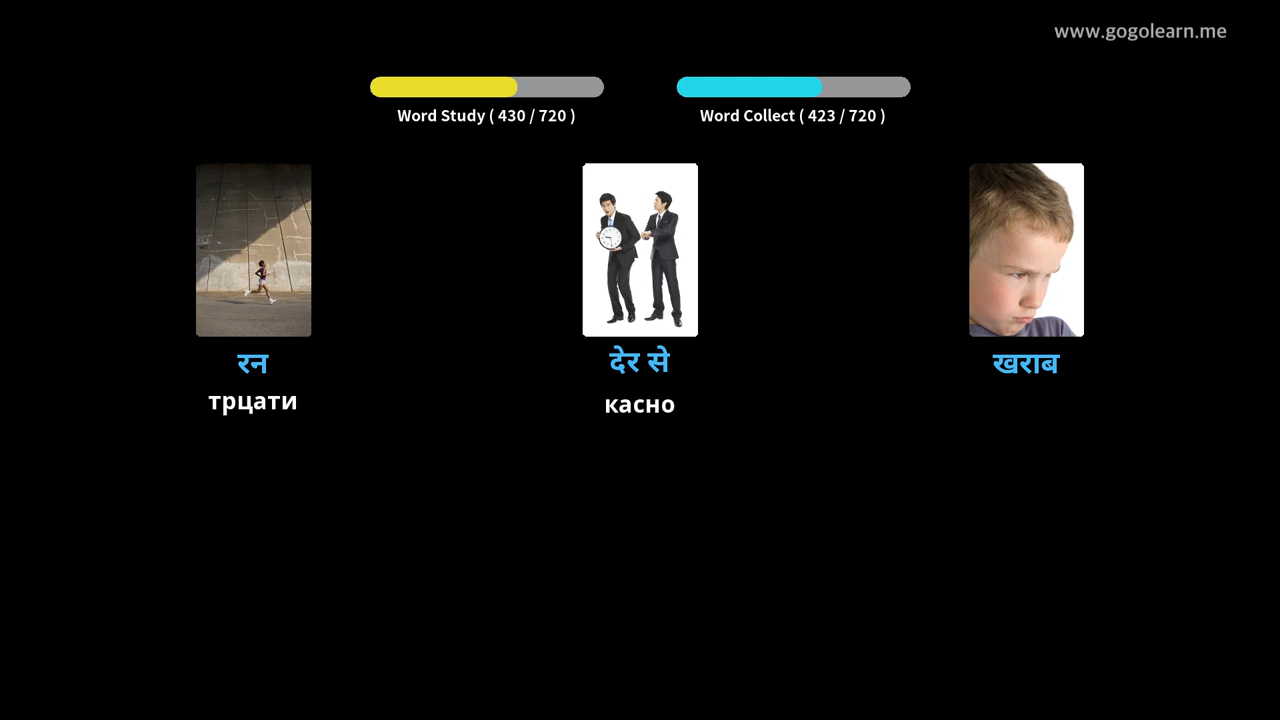 www.gogolearn.me
Word Study ( 430 / 720 )
Word Collect ( 423 / 720 )
रन
देर से
खराब
трцати
касно